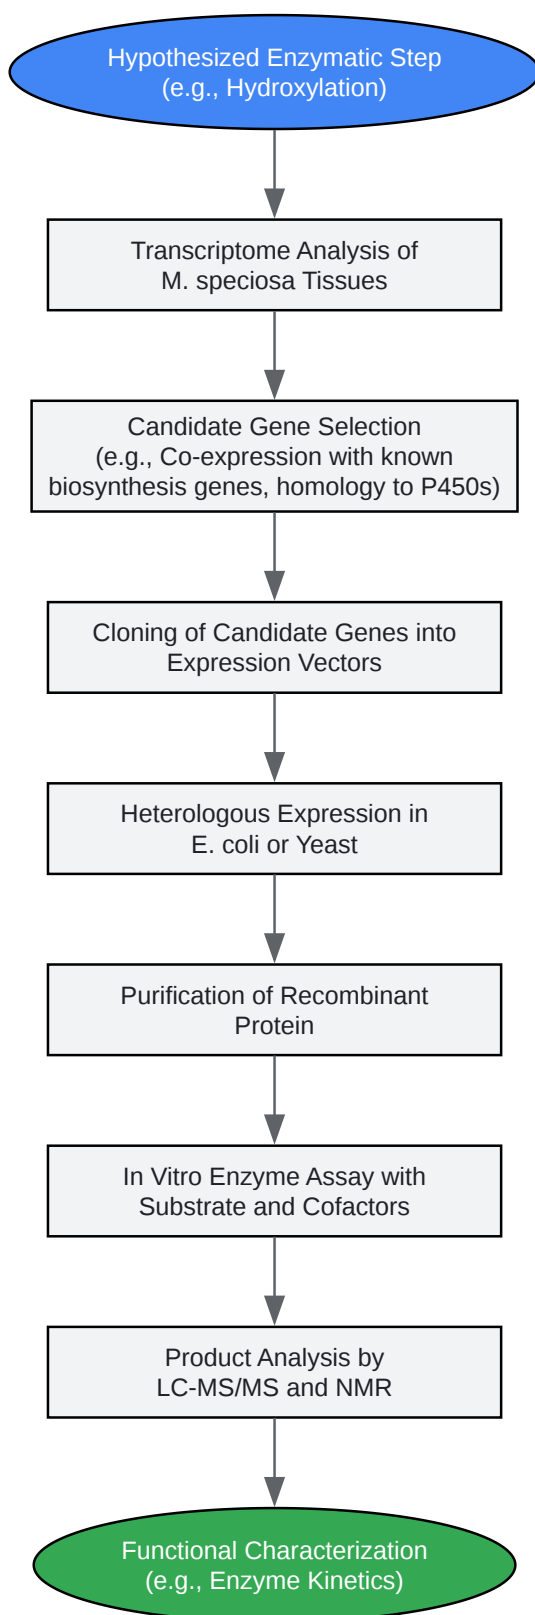 Hypothesized Enzymatic Step
(e.g., Hydroxylation)
Transcriptome Analysis of
M. speciosa Tissues
Candidate Gene Selection
(e.g., Co-expression with known
biosynthesis genes, homology to P450s)
Cloning of Candidate Genes into
Expression Vectors
Heterologous Expression in
E. coli or Yeast
Purification of Recombinant
Protein
In Vitro Enzyme Assay with
Substrate and Cofactors
Product Analysis by
LC-MS/MS and NMR
Functional Characterization
(e.g., Enzyme Kinetics)